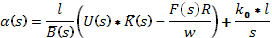 α(s) = l/B̄(s) (U(s) * K̄(s) − F(s)R/w) + k₀ * l/s